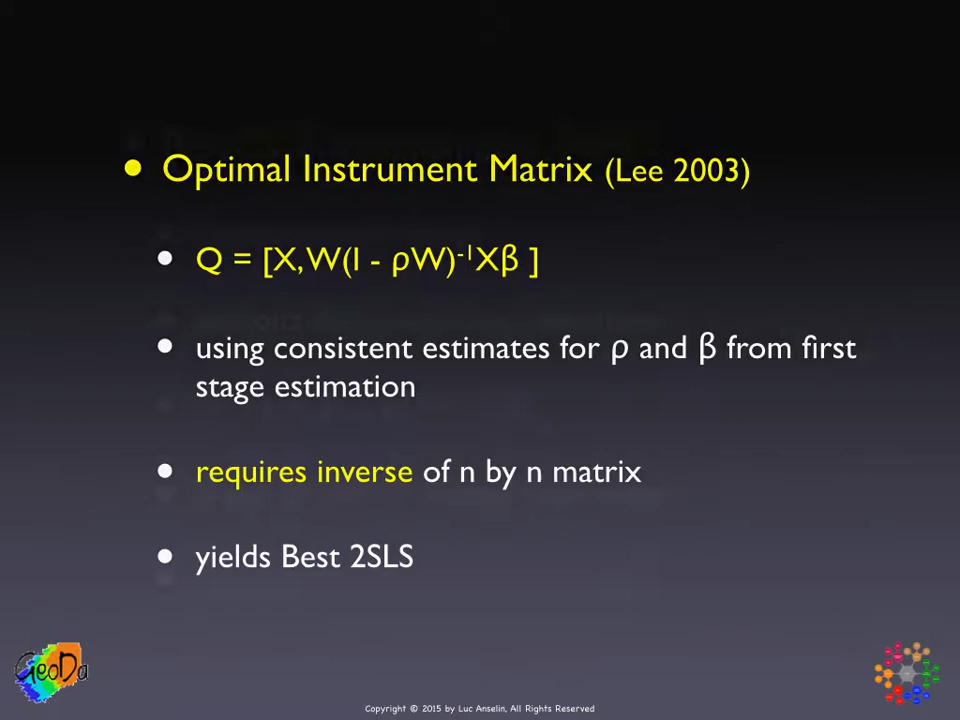 • Optimal Instrument Matrix (Lee 2003)
• Q = [X, W(I - ρW)⁻¹Xβ ]
• using consistent estimates for ρ and β from first
stage estimation
• requires inverse of n by n matrix
• yields Best 2SLS
GeoDa
Copyright © 2015 by Luc Anselin, All Rights Reserved